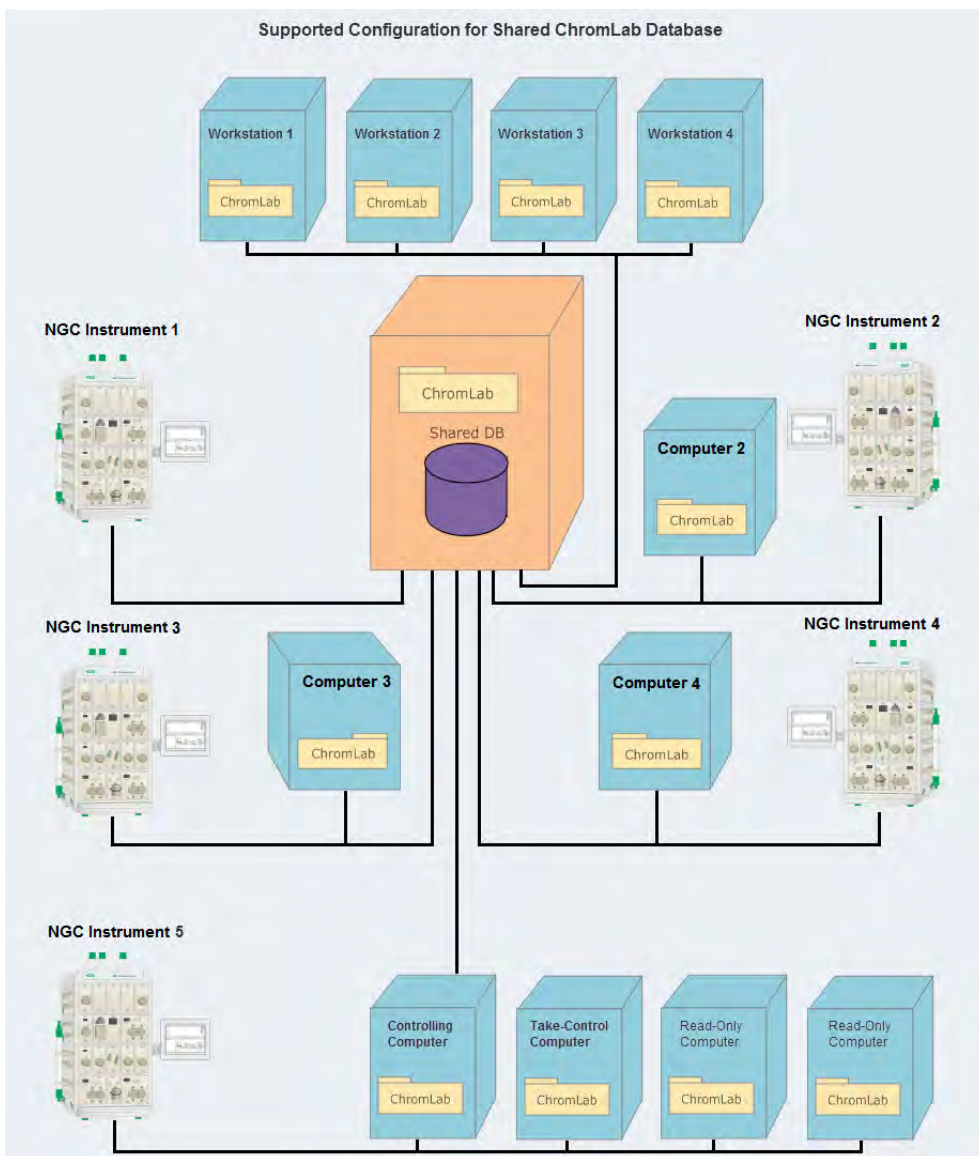 Supported Configuration for Shared ChromLab Database
Workstation 1
Workstation 2
Workstation 3
Workstation 4
ChromLab
ChromLab
ChromLab
ChromLab
NGC Instrument 1
NGC Instrument 2
ChromLab
Shared DB
Computer 2
ChromLab
NGC Instrument 3
NGC Instrument 4
Computer 3
Computer 4
ChromLab
ChromLab
NGC Instrument 5
Controlling
Computer
Take-Control
Computer
Read-Only
Computer
Read-Only
Computer
ChromLab
ChromLab
ChromLab
ChromLab